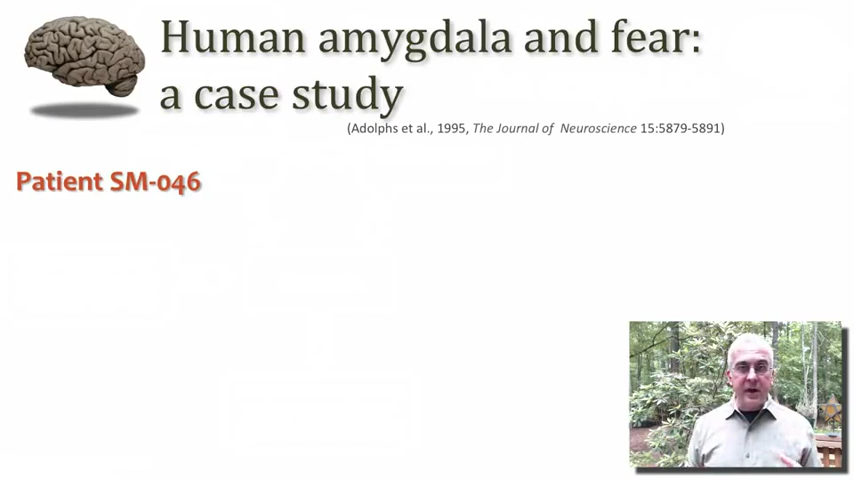 Human amygdala and fear:
a case study
(Adolphs et al., 1995, The Journal of Neuroscience 15:5879-5891)
Patient SM-046